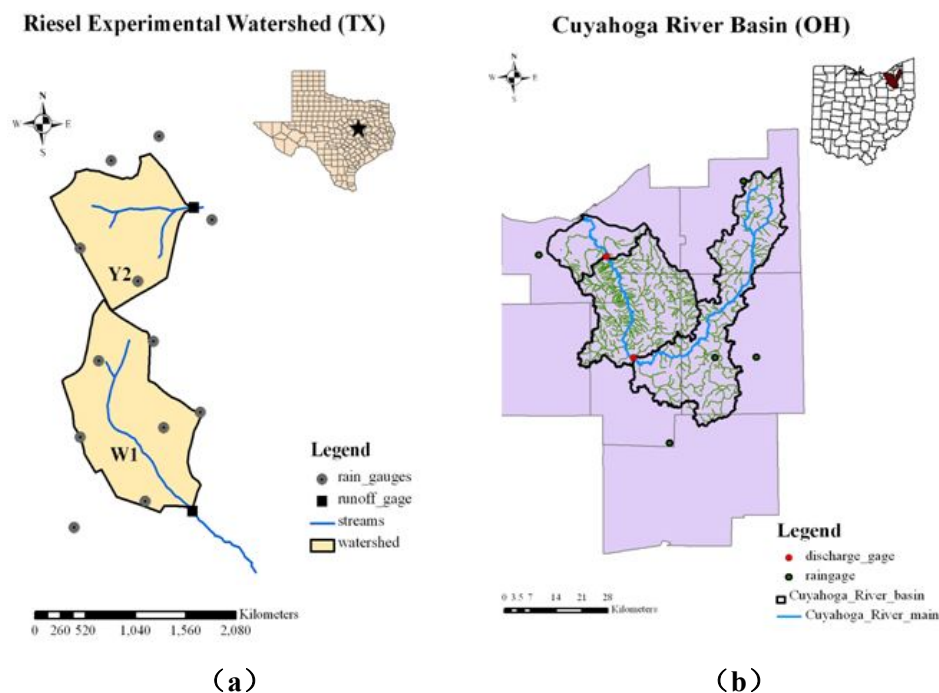 Riesel Experimental Watershed (TX)
N
W E
S
Y2
W1
Legend
rain_gauges
runoff_gage
streams
watershed
Kilometers
0 260 520 1,040 1,560 2,080
(a)
Cuyahoga River Basin (OH)
N
W E
S
Legend
discharge_gage
raingage
Cuyahoga_River_basin
Cuyahoga_River_main
0 3.5 7 14 21 28
Kilometers
(b)